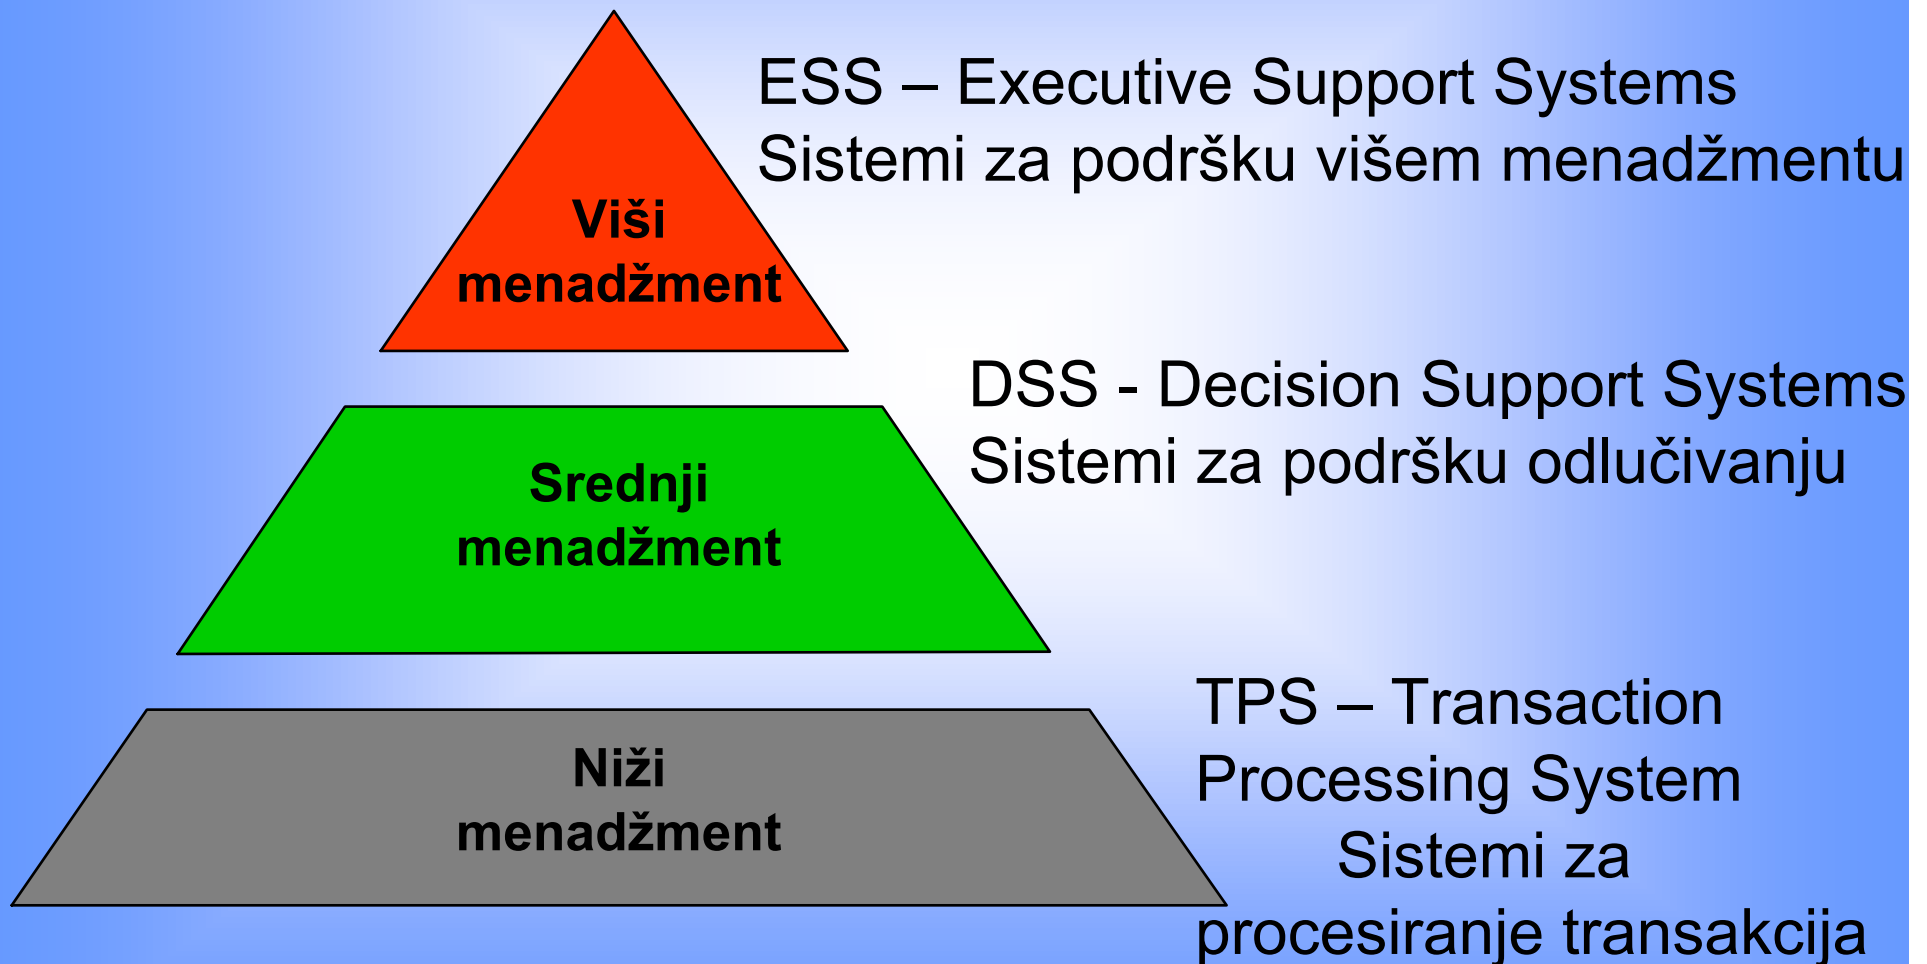 ESS – Executive Support Systems
Sistemi za podršku višem menadžmentu
Viši
menadžment
DSS - Decision Support Systems
Sistemi za podršku odlučivanju
Srednji
menadžment
TPS – Transaction
Processing System
Sistemi za
procesiranje transakcija
Niži
menadžment